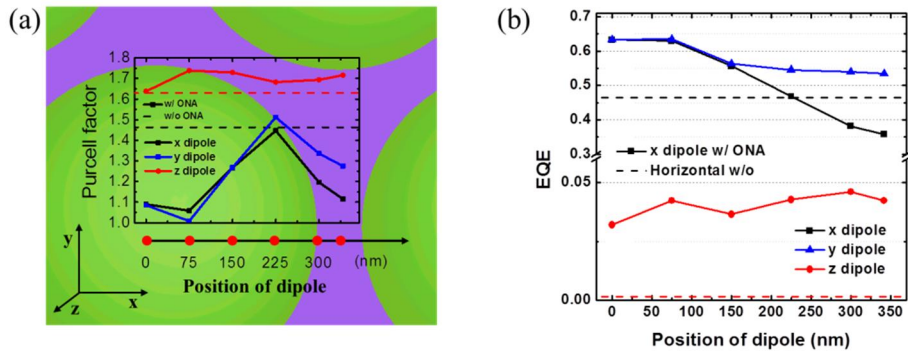 (a)
1.8
1.7
1.6
1.5
1.4
1.3
1.2
1.1
1.0
Purcell factor
w/ ONA
w/o ONA
x dipole
y dipole
z dipole
0 75 150 225 300 (nm)
Position of dipole
y
x
z
(b)
0.7
0.6
0.5
0.4
0.3
0.05
0.00
EQE
x dipole w/ ONA
Horizontal w/o
x dipole
y dipole
z dipole
0 50 100 150 200 250 300 350
Position of dipole (nm)